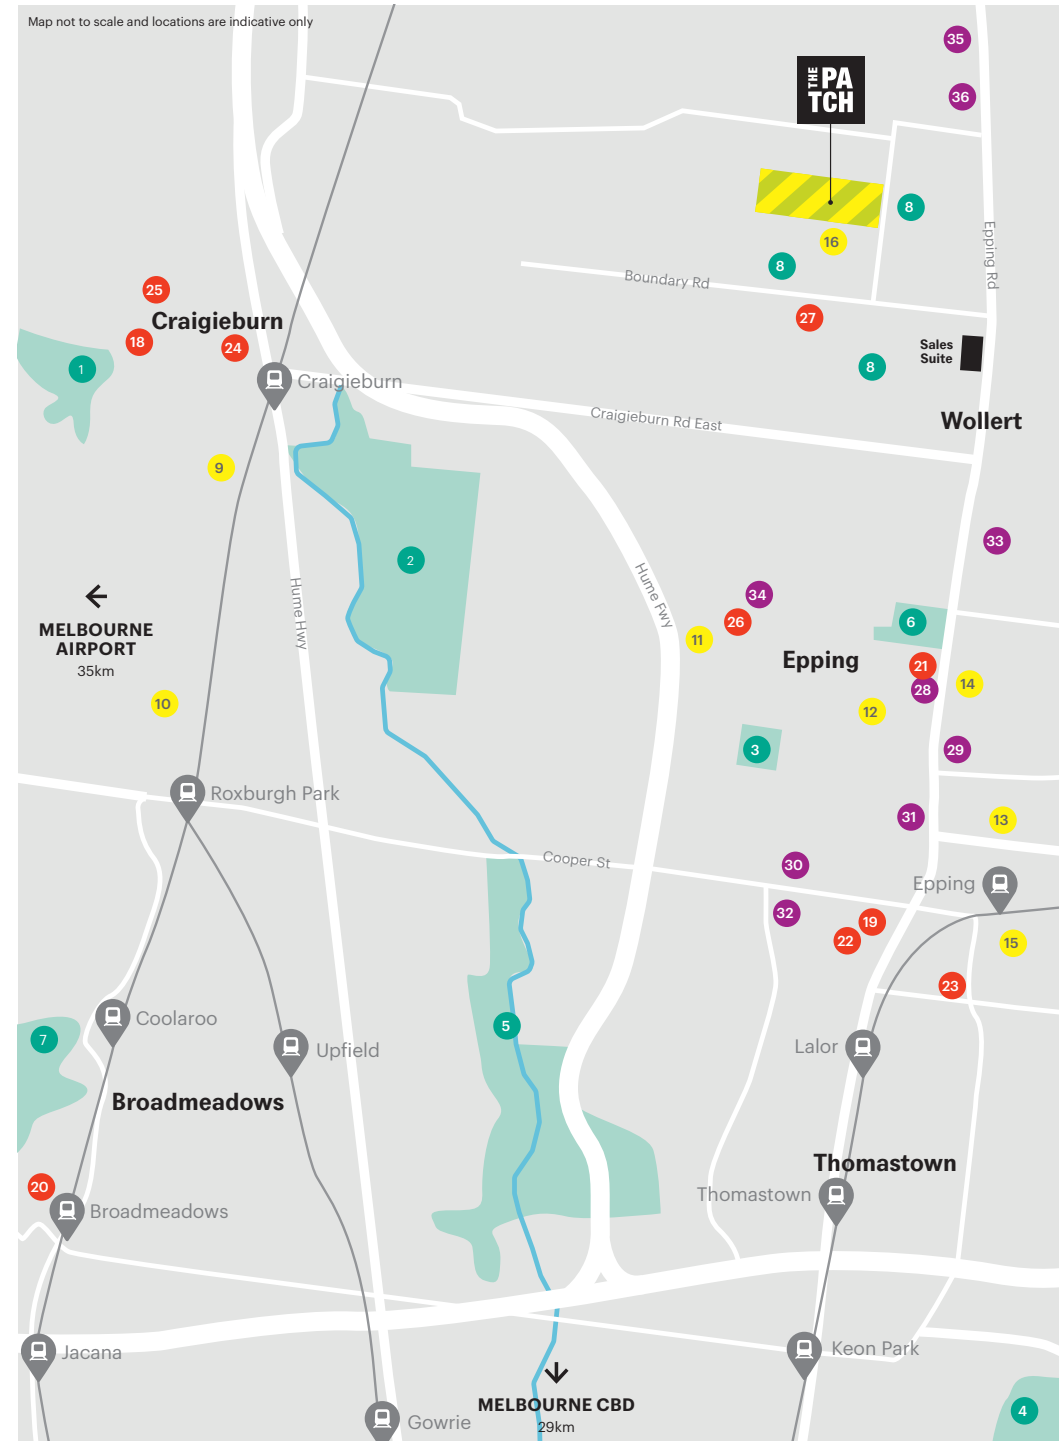 Map not to scale and locations are indicative only
35
THE PA
TCH
36
8
16
Epping Rd
8
Boundary Rd
25
27
Craigieburn
18
24
Sales
Suite
1
8
Craigieburn
Craigieburn Rd East
Wollert
9
33
2
Hume Fwy
34
Hume Hwy
MELBOURNE
AIRPORT
35km
26
6
11
Epping
21
28
14
10
12
3
29
Roxburgh Park
31
13
Cooper St
30
Epping
32
19
22
15
23
Coolaroo
5
7
Upfield
Lalor
Broadmeadows
Thomastown
20
Thomastown
Broadmeadows
Jacana
Keon Park
MELBOURNE CBD
29km
4
Gowrie